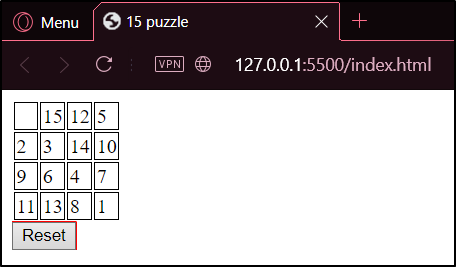 Menu
15 puzzle
VPN
127.0.0.1:5500/index.html
15 12 5
2 3 14 10
9 6 4 7
11 13 8 1
Reset